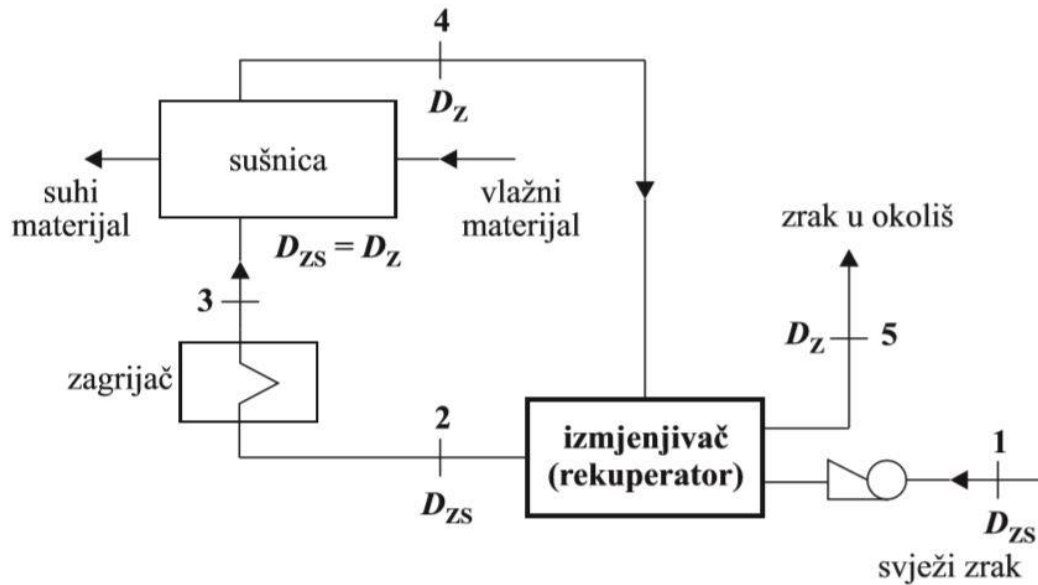 4
D_Z
sušnica
suhi
materijal
vlažni
materijal
D_ZS = D_Z
zrak u okoliš
3
D_Z
5
zagrijač
2
izmjenjivač
(rekuperator)
1
D_ZS
D_ZS
svježi zrak